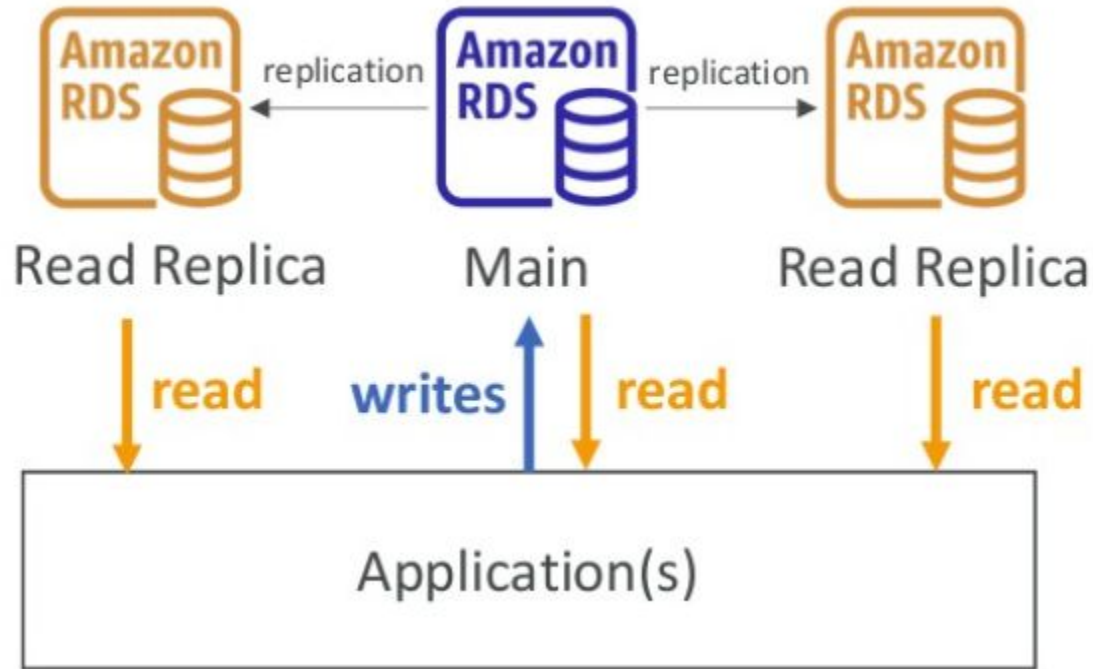 Amazon
RDS
replication
Amazon
RDS
replication
Amazon
RDS
Read Replica
Main
Read Replica
read
writes
read
read
Application(s)